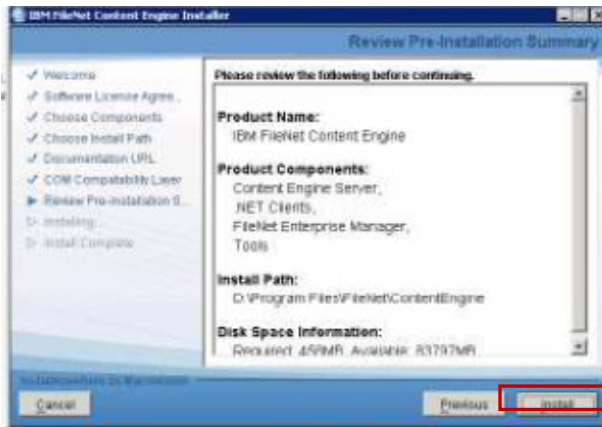 IBM FileNet Content Engine Installer
Review Pre-Installation Summary
Welcome
Software License Agree..
Choose Components
Choose Install Path
Documentation URL
COM Compatability Layer
Review Pre-Installation S...
Installing...
Install Complete
Please review the following before continuing.
Product Name:
IBM FileNet Content Engine
Product Components:
Content Engine Server,
.NET Clients,
FileNet Enterprise Manager,
Tools
Install Path:
D:\Program Files\FileNet\ContentEngine
Disk Space Information:
Required: 458MB Available: 83797MB
Cancel
Previous
Install